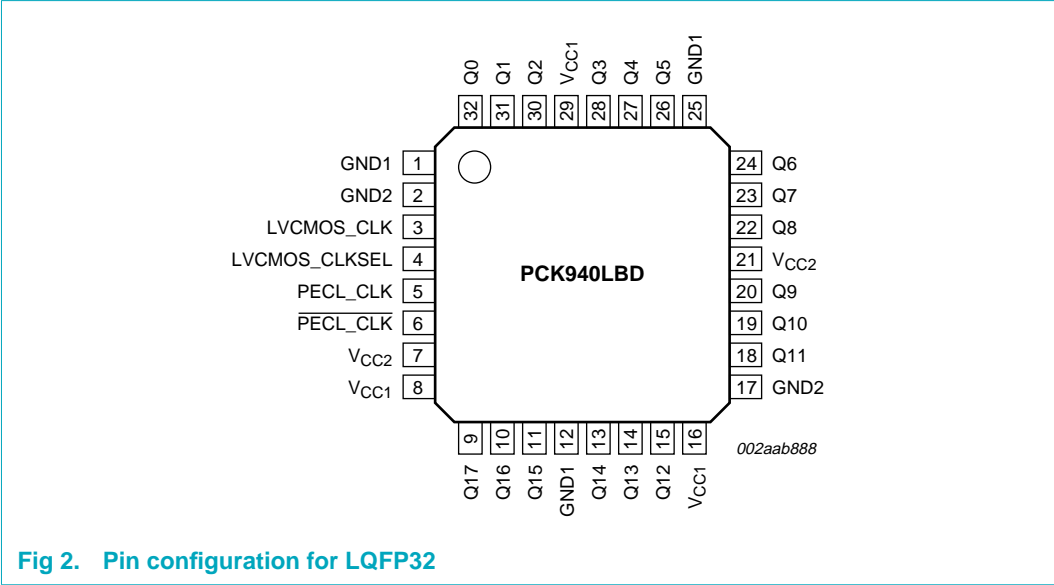 Q0 Q1 Q2 VCC1 Q3 Q4 Q5 GND1
32 31 30 29 28 27 26 25
GND1 1
GND2 2
LVCMOS_CLK 3
LVCMOS_CLKSEL 4
PECL_CLK 5
PECL_CLK 6
VCC2 7
VCC1 8
PCK940LBD
24 Q6
23 Q7
22 Q8
21 VCC2
20 Q9
19 Q10
18 Q11
17 GND2
9 10 11 12 13 14 15 16
Q17 Q16 Q15 GND1 Q14 Q13 Q12 VCC1
002aab888
Fig 2. Pin configuration for LQFP32